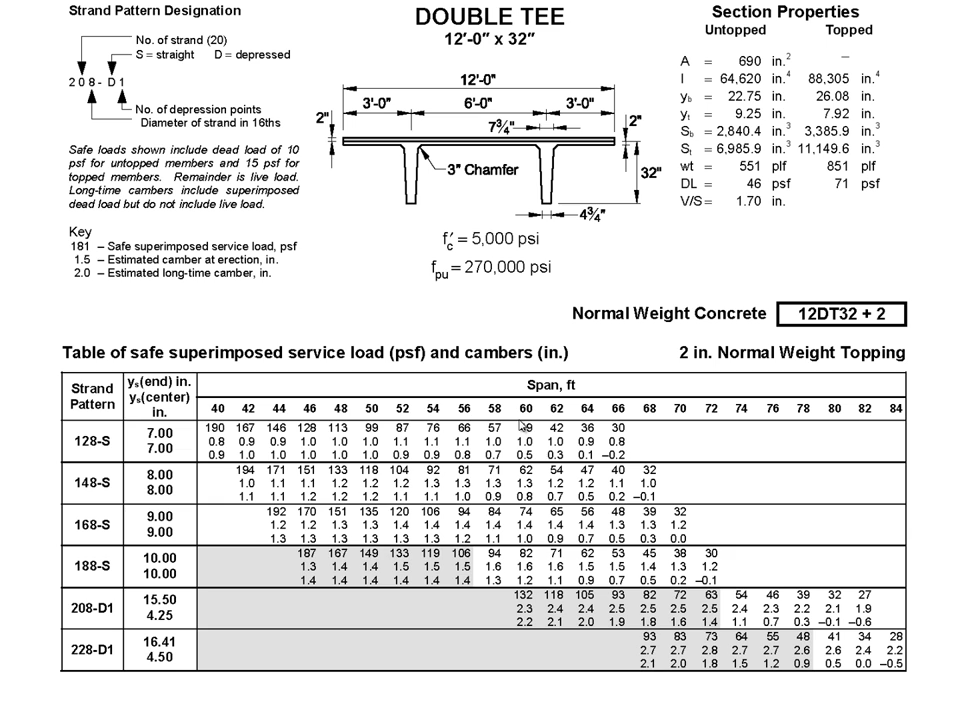 Strand Pattern Designation
No. of strand (20)
S = straight D = depressed
208-D1
No. of depression points
Diameter of strand in 16ths
Safe loads shown include dead load of 10
psf for untopped members and 15 psf for
topped members. Remainder is live load.
Long-time cambers include superimposed
dead load but do not include live load.
Key
181 – Safe superimposed service load, psf
1.5 – Estimated camber at erection, in.
2.0 – Estimated long-time camber, in.
DOUBLE TEE
12′-0″ x 32″
12'-0"
3'-0" 6'-0" 3'-0"
2" 7¾" 2"
3" Chamfer
32"
4¾"
f′c = 5,000 psi
fpu = 270,000 psi
Section Properties
Untopped Topped
A = 690 in.² –
I = 64,620 in.⁴ 88,305 in.⁴
yb = 22.75 in. 26.08 in.
yt = 9.25 in. 7.92 in.
Sb = 2,840.4 in.³ 3,385.9 in.³
St = 6,985.9 in.³ 11,149.6 in.³
wt = 551 plf 851 plf
DL = 46 psf 71 psf
V/S = 1.70 in.
Normal Weight Concrete 12DT32 + 2
Table of safe superimposed service load (psf) and cambers (in.) 2 in. Normal Weight Topping
Strand Pattern ys(end) in. ys(center) in. Span, ft
40 42 44 46 48 50 52 54 56 58 60 62 64 66 68 70 72 74 76 78 80 82 84
128-S 7.00 7.00
190 167 146 128 113 99 87 76 66 57 49 42 36 30
0.8 0.9 0.9 1.0 1.0 1.0 1.1 1.1 1.1 1.0 1.0 1.0 0.9 0.8
0.9 1.0 1.0 1.0 1.0 1.0 0.9 0.9 0.8 0.7 0.5 0.3 0.1 –0.2
148-S 8.00 8.00
194 171 151 133 118 104 92 81 71 62 54 47 40 32
1.0 1.1 1.1 1.2 1.2 1.2 1.3 1.3 1.3 1.3 1.2 1.2 1.1 1.0
1.1 1.1 1.2 1.2 1.2 1.1 1.1 1.0 0.9 0.8 0.7 0.5 0.2 –0.1
168-S 9.00 9.00
192 170 151 135 120 106 94 84 74 65 56 48 39 32
1.2 1.2 1.3 1.3 1.4 1.4 1.4 1.4 1.4 1.4 1.4 1.3 1.3 1.2
1.3 1.3 1.3 1.3 1.3 1.3 1.2 1.1 1.0 0.9 0.7 0.5 0.3 0.0
188-S 10.00 10.00
187 167 149 133 119 106 94 82 71 62 53 45 38 30
1.3 1.4 1.4 1.5 1.5 1.5 1.6 1.6 1.6 1.5 1.5 1.4 1.3 1.2
1.4 1.4 1.4 1.4 1.4 1.4 1.3 1.2 1.1 0.9 0.7 0.5 0.2 –0.1
208-D1 15.50 4.25
132 118 105 93 82 72 63 54 46 39 32 27
2.3 2.4 2.4 2.5 2.5 2.5 2.5 2.4 2.3 2.2 2.1 1.9
2.2 2.1 2.0 1.9 1.8 1.6 1.4 1.1 0.7 0.3 –0.1 –0.6
228-D1 16.41 4.50
93 83 73 64 55 48 41 34 28
2.7 2.7 2.8 2.7 2.7 2.6 2.6 2.4 2.2
2.1 2.0 1.8 1.5 1.2 0.9 0.5 0.0 –0.5